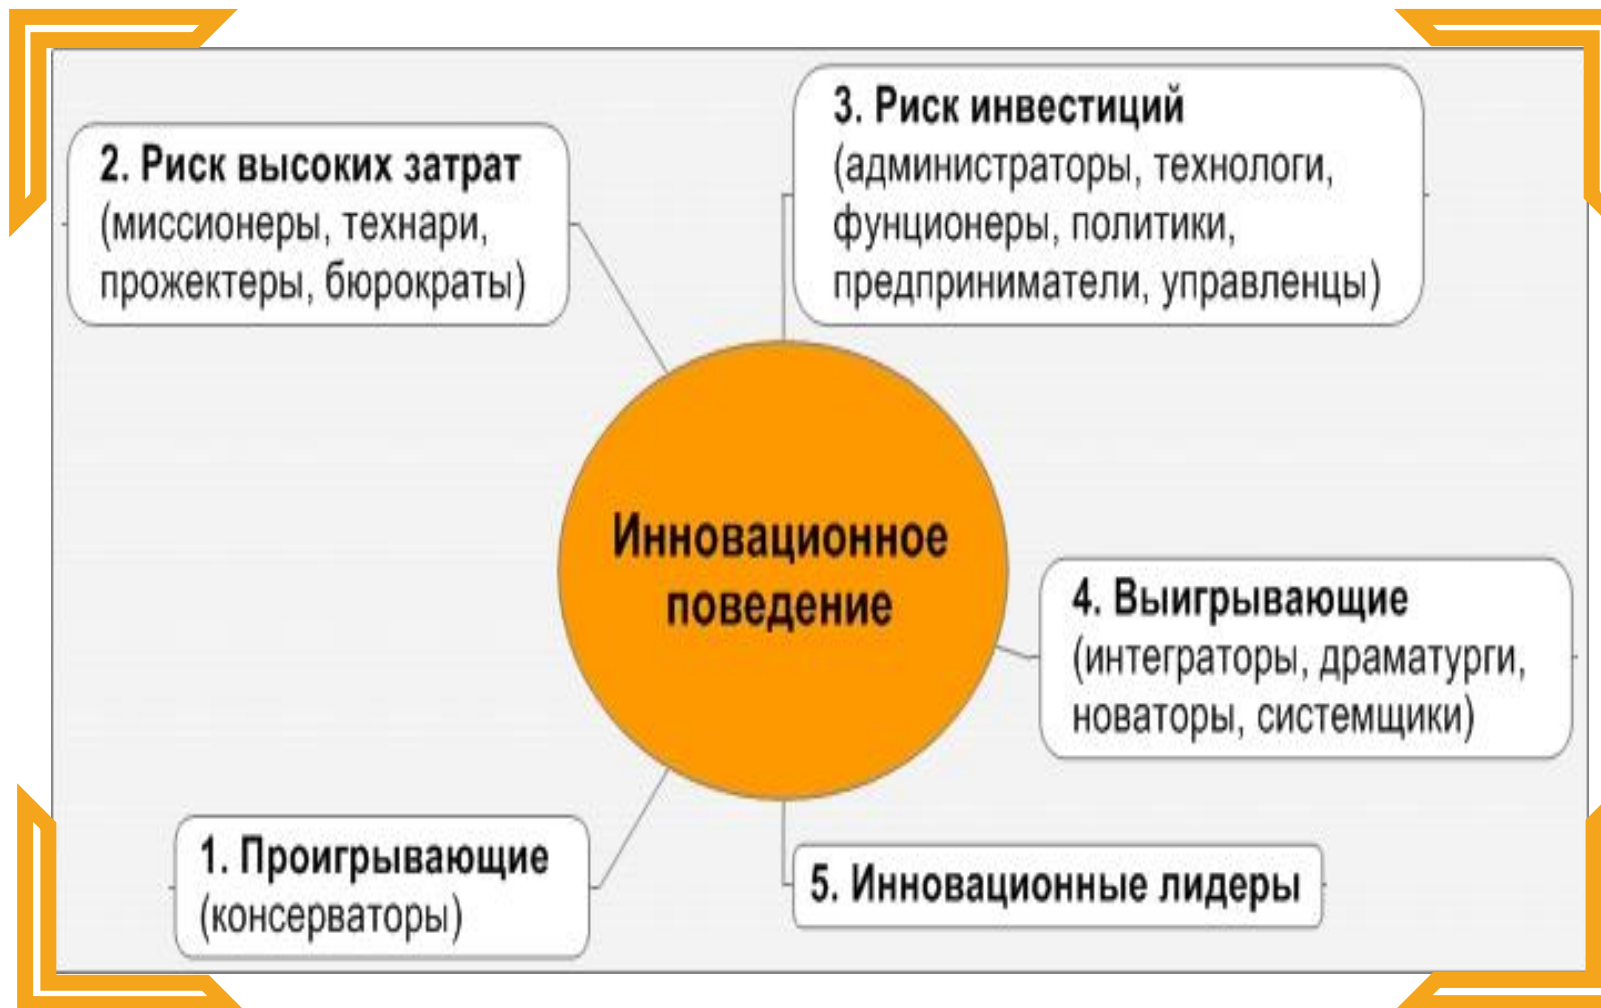 2. Риск высоких затрат
(миссионеры, технари,
прожектеры, бюрократы)
3. Риск инвестиций
(администраторы, технологи,
фунционеры, политики,
предприниматели, управленцы)
Инновационное
поведение
4. Выигрывающие
(интеграторы, драматурги,
новаторы, системщики)
1. Проигрывающие
(консерваторы)
5. Инновационные лидеры